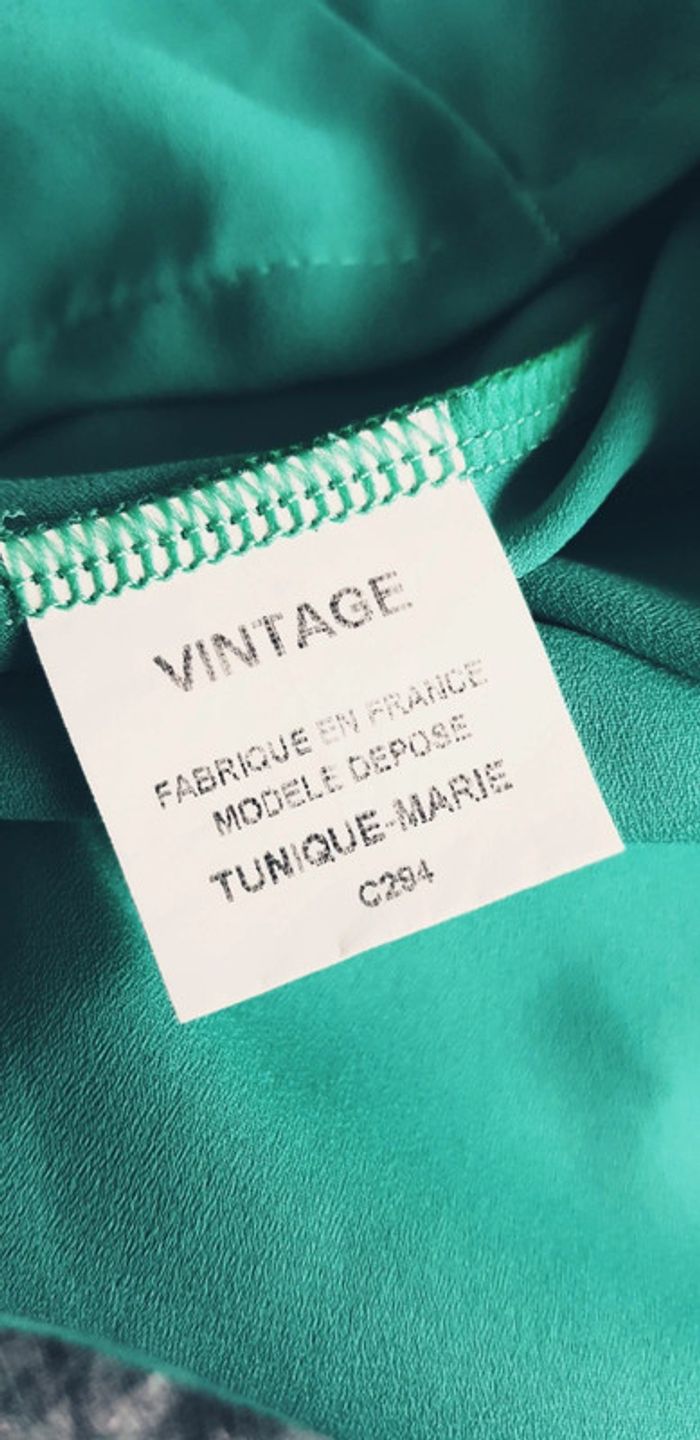 VINTAGE
FABRIQUE EN FRANCE
MODELE DEPOSE
TUNIQUE-MARIE
C294